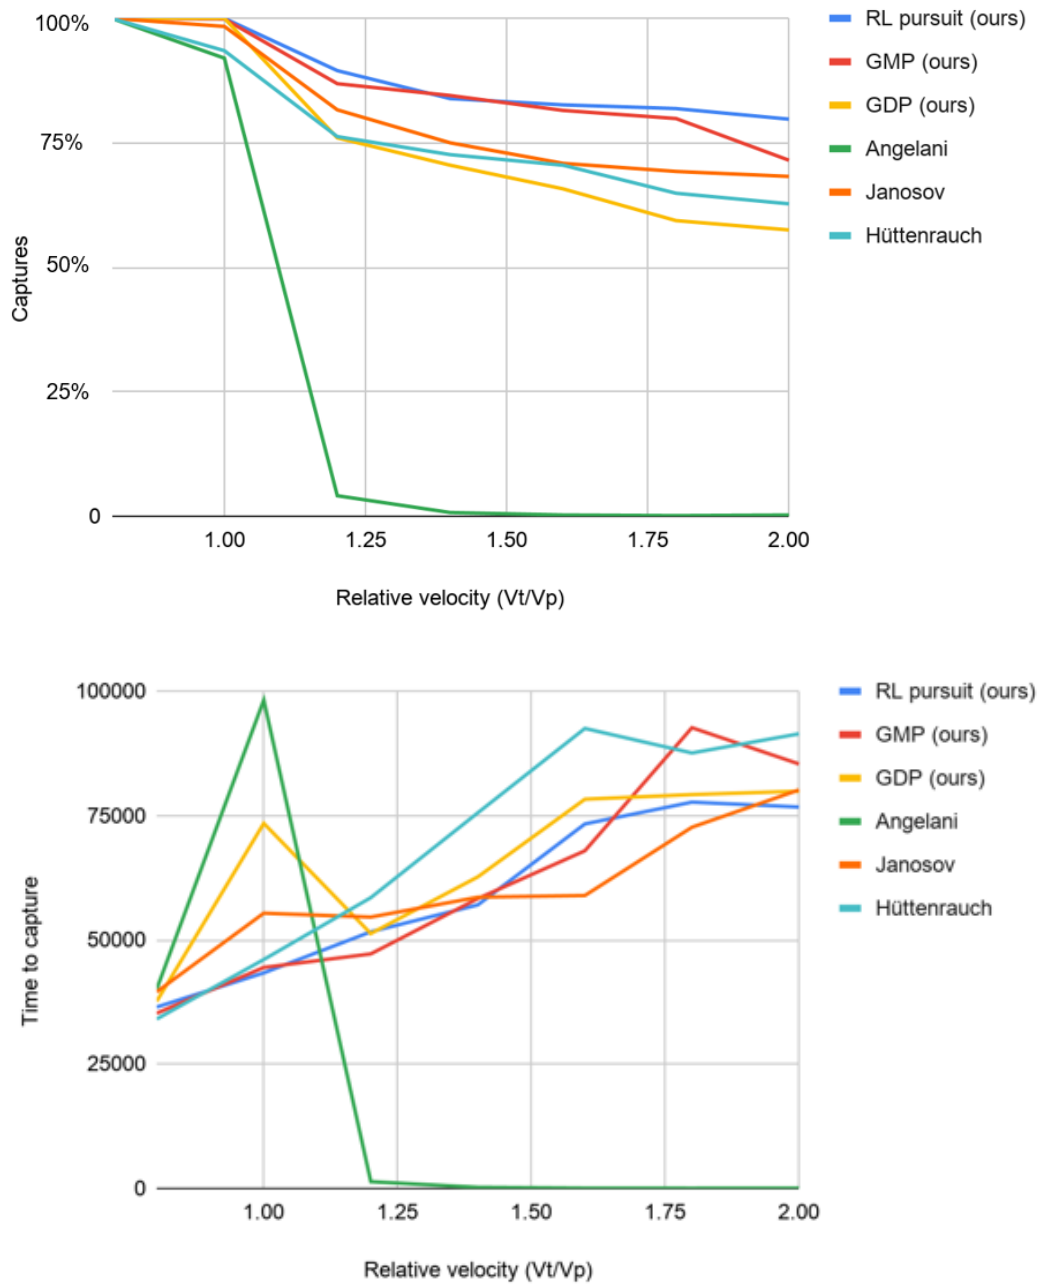 100%
75%
50%
25%
0
Captures
1.00
1.25
1.50
1.75
2.00
Relative velocity (Vt/Vp)
RL pursuit (ours)
GMP (ours)
GDP (ours)
Angelani
Janosov
Hüttenrauch
100000
75000
50000
25000
0
Time to capture
1.00
1.25
1.50
1.75
2.00
Relative velocity (Vt/Vp)
RL pursuit (ours)
GMP (ours)
GDP (ours)
Angelani
Janosov
Hüttenrauch